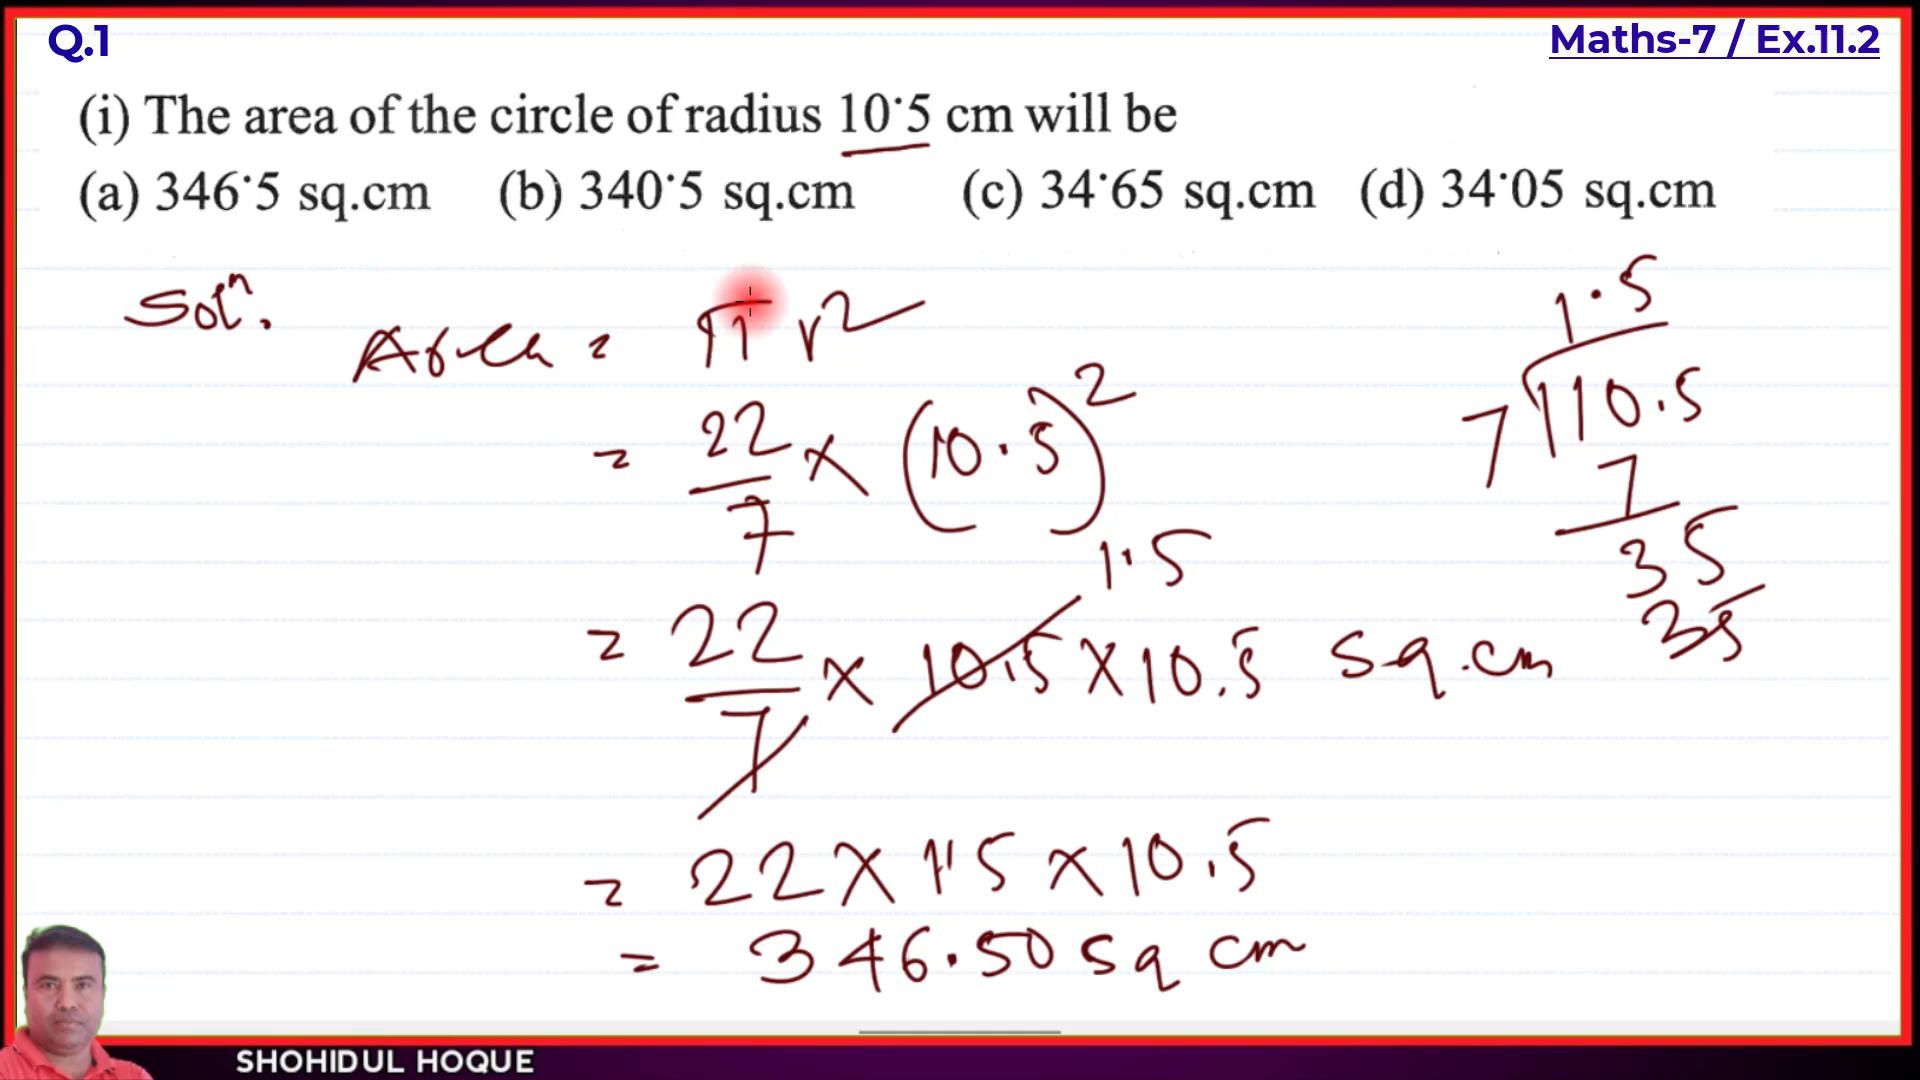 Q.1
Maths-7 / Ex.11.2
(i) The area of the circle of radius 10·5 cm will be
(a) 346·5 sq.cm (b) 340·5 sq.cm (c) 34·65 sq.cm (d) 34·05 sq.cm
Solⁿ.
Area = π r²
= 22/7 × (10.5)²
1.5
= 22/7 × 10.5 × 10.5 sq.cm
= 22 × 1.5 × 10.5
= 346.50 sq cm
1.5
7 10.5
7
35
35
SHOHIDUL HOQUE